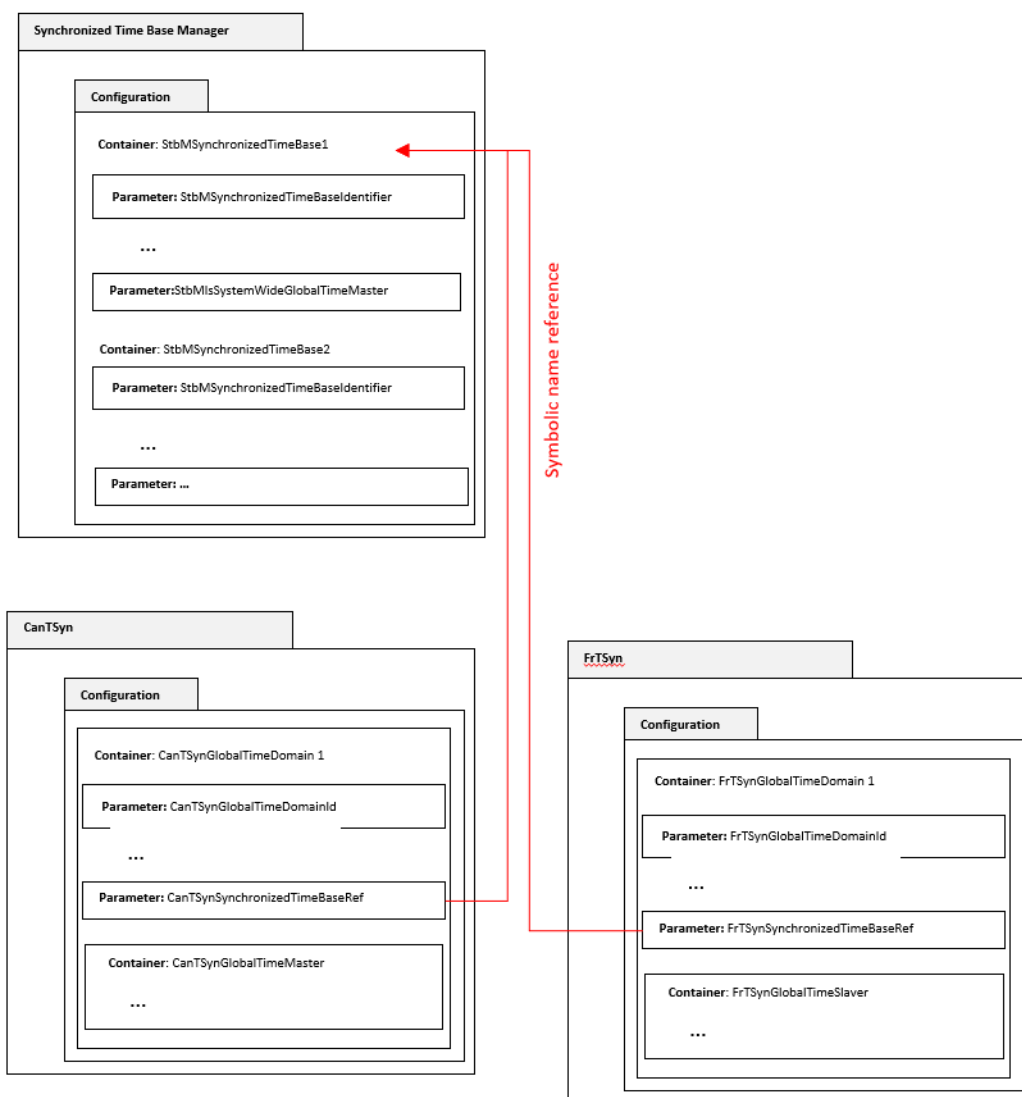 Synchronized Time Base Manager
Configuration
Container: StbMSynchronizedTimeBase1
Parameter: StbMSynchronizedTimeBaseIdentifier
...
Parameter:StbMIsSystemWideGlobalTimeMaster
Container: StbMSynchronizedTimeBase2
Parameter: StbMSynchronizedTimeBaseIdentifier
...
Parameter: ...
Symbolic name reference
CanTSyn
Configuration
Container: CanTSynGlobalTimeDomain 1
Parameter: CanTSynGlobalTimeDomainId
...
Parameter: CanTSynSynchronizedTimeBaseRef
Container: CanTSynGlobalTimeMaster
...
FrTSyn
Configuration
Container: FrTSynGlobalTimeDomain 1
Parameter: FrTSynGlobalTimeDomainId
...
Parameter: FrTSynSynchronizedTimeBaseRef
Container: FrTSynGlobalTimeSlaver
...